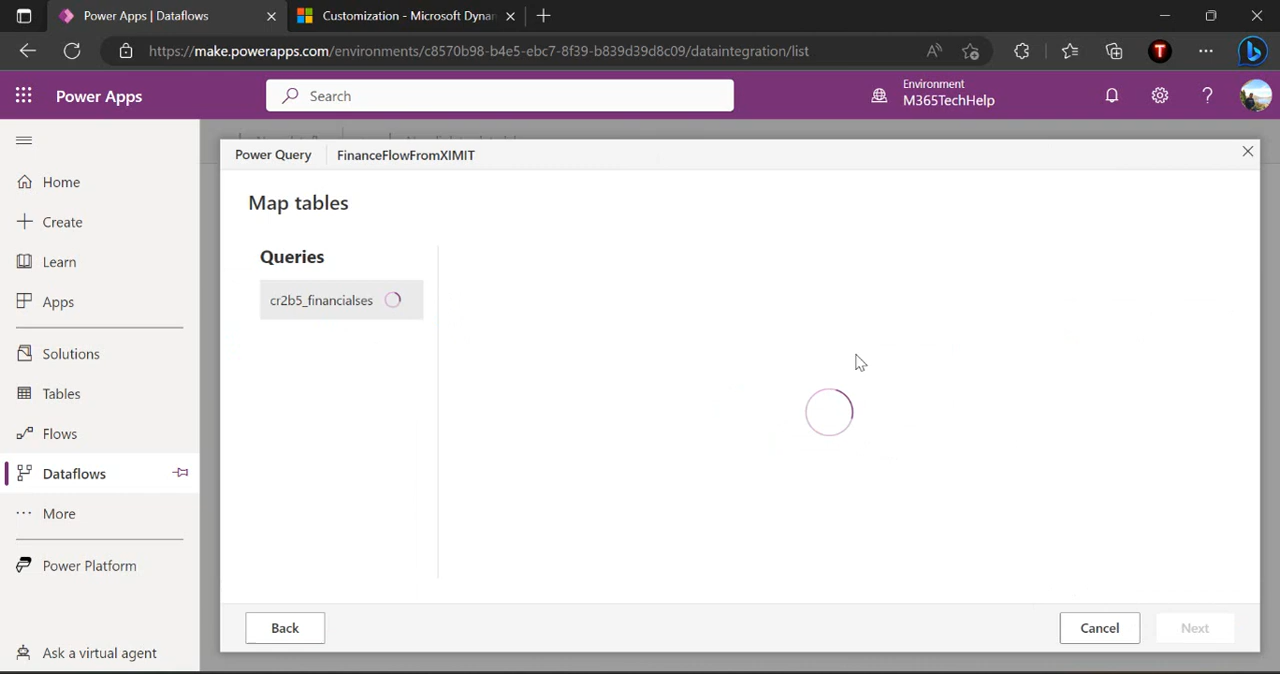 Power Apps | Dataflows
Customization - Microsoft Dynan
https://make.powerapps.com/environments/c8570b98-b4e5-ebc7-8f39-b839d39d8c09/dataintegration/list
T
Power Apps
Search
Environment
M365TechHelp
Power Query
FinanceFlowFromXIMIT
Map tables
Queries
cr2b5_financialses
Home
Create
Learn
Apps
Solutions
Tables
Flows
Dataflows
More
Power Platform
Ask a virtual agent
Back
Cancel
Next